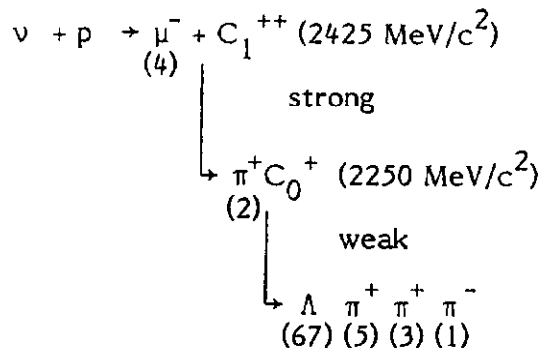 ν + p → μ⁻ + C₁⁺⁺ (2425 MeV/c²)
(4)
strong
π⁺C₀⁺ (2250 MeV/c²)
(2)
weak
Λ π⁺ π⁺ π⁻
(67) (5) (3) (1)